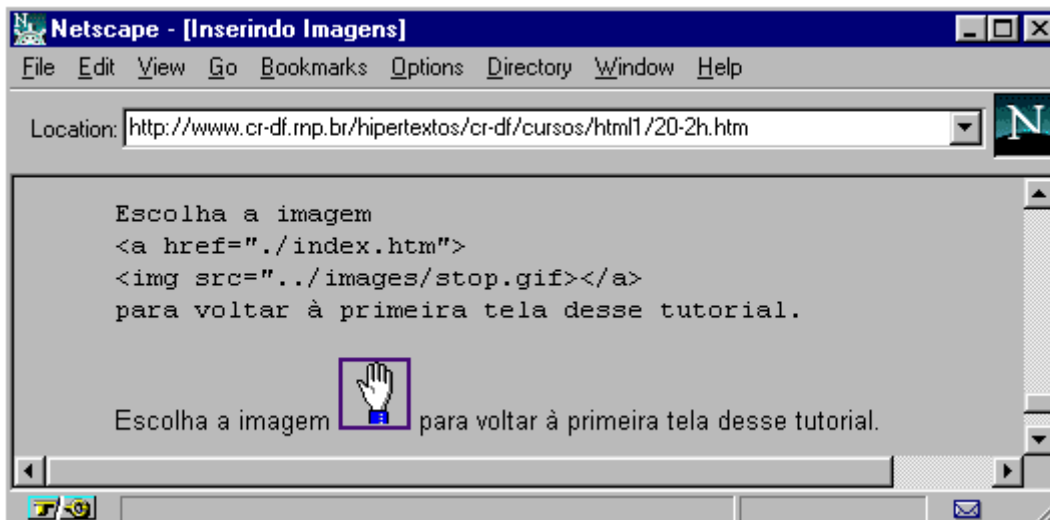 Netscape - [Inserindo Imagens]
File Edit View Go Bookmarks Options Directory Window Help
Location: http://www.cr-df.rnp.br/hipertextos/cr-df/cursos/html1/20-2h.htm
N
Escolha a imagem
<a href="./index.htm">
<img src="../images/stop.gif></a>
para voltar à primeira tela desse tutorial.
Escolha a imagem para voltar à primeira tela desse tutorial.